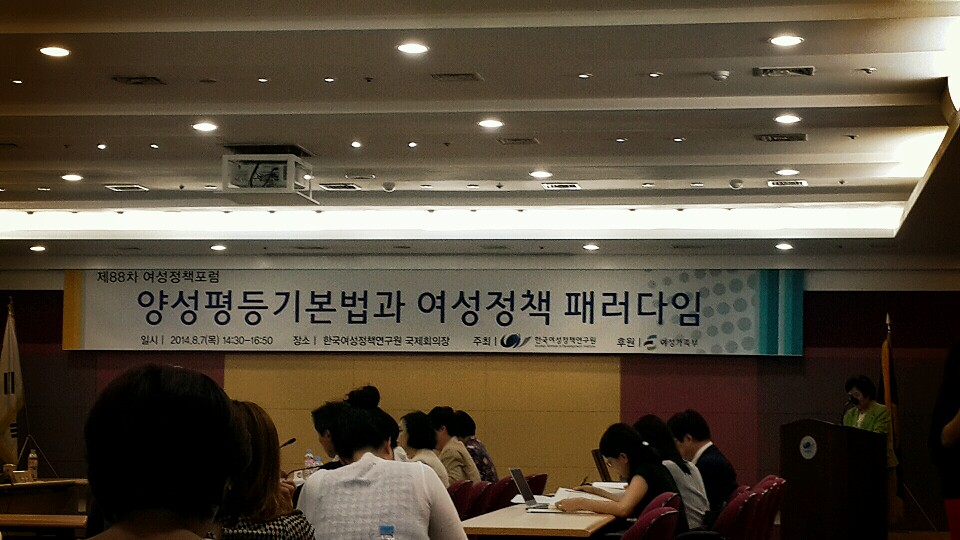 제88차 여성정책포럼
양성평등기본법과 여성정책 패러다임
일시 | 2014.8.7(목) 14:30-16:50 장소 | 한국여성정책연구원 국제회의장 주최 | 한국여성정책연구원 후원 | 여성가족부